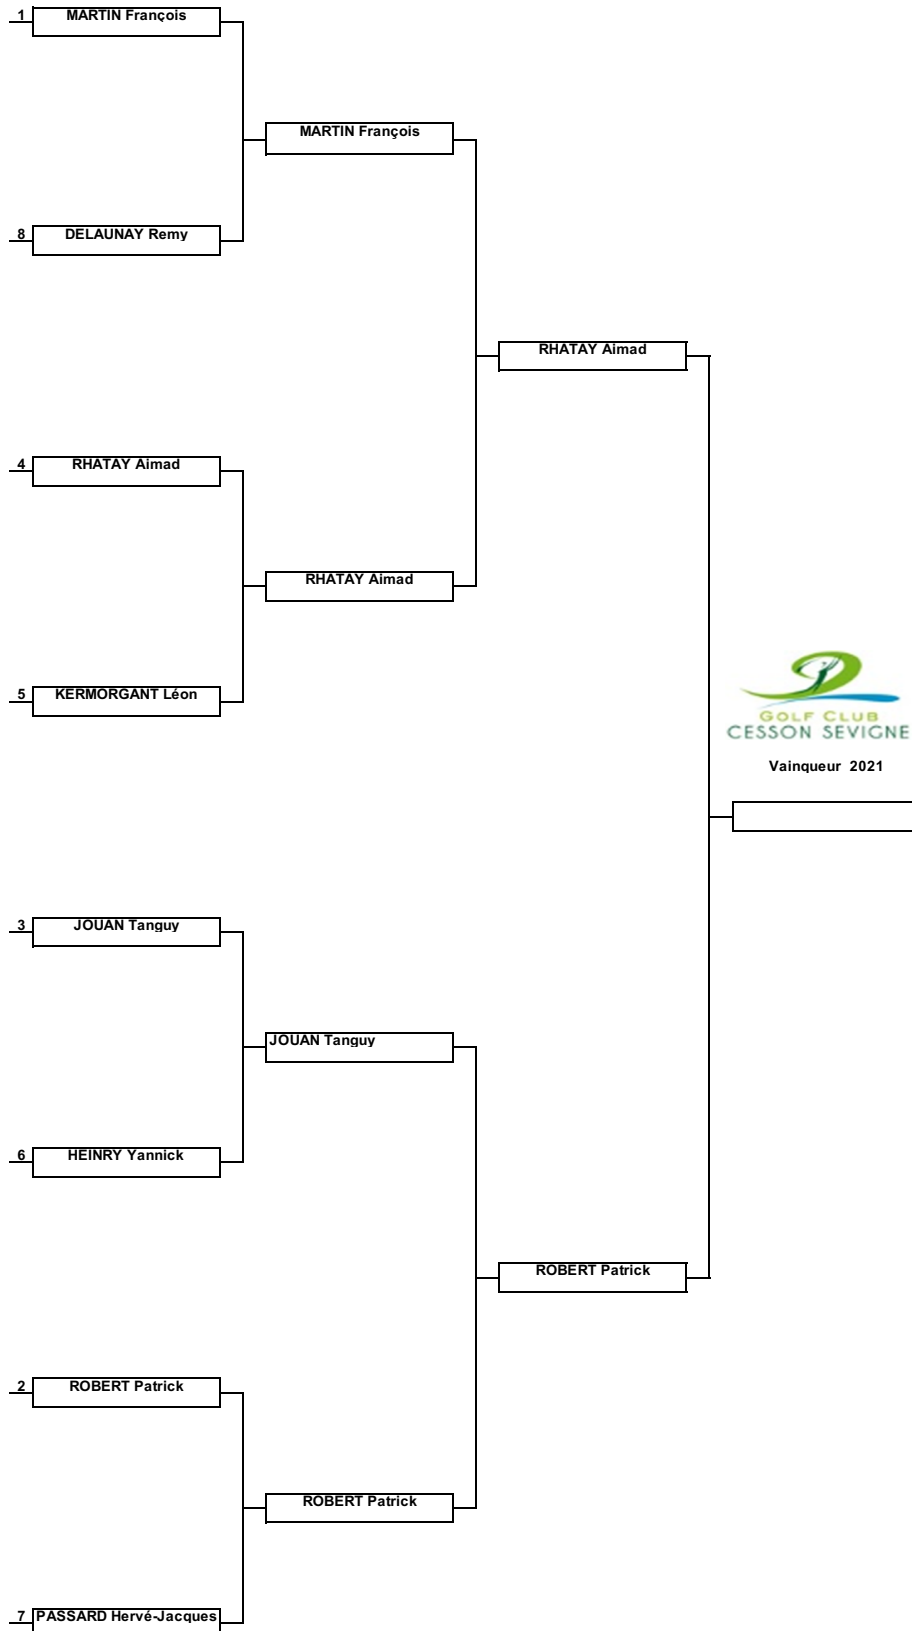 1 MARTIN François
MARTIN François
8 DELAUNAY Remy
RHATAY Aimad
4 RHATAY Aimad
RHATAY Aimad
5 KERMORGANT Léon
GOLF CLUB
CESSON SEVIGNE
Vainqueur 2021
3 JOUAN Tanguy
JOUAN Tanguy
6 HEINRY Yannick
ROBERT Patrick
2 ROBERT Patrick
ROBERT Patrick
7 PASSARD Hervé-Jacques